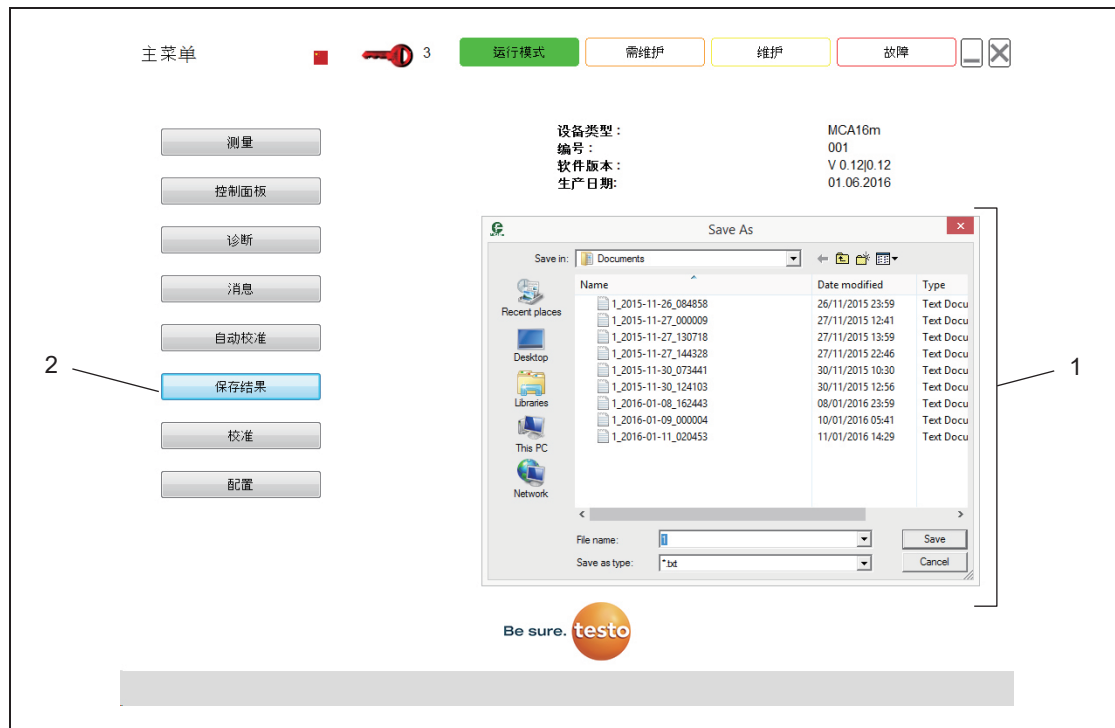 主菜单 3 运行模式 需维护 维护 故障
设备类型： MCA16m
编号： 001
软件版本： V 0.12|0.12
生产日期: 01.06.2016
测量
控制面板
诊断
消息
自动校准
保存结果
校准
配置
2
Save As
Save in: Documents
Name Date modified Type
1_2015-11-26_084858 26/11/2015 23:59 Text Docu
1_2015-11-27_000009 27/11/2015 12:41 Text Docu
1_2015-11-27_130718 27/11/2015 13:59 Text Docu
1_2015-11-27_144328 27/11/2015 22:46 Text Docu
1_2015-11-30_073441 30/11/2015 10:30 Text Docu
1_2015-11-30_124103 30/11/2015 12:56 Text Docu
1_2016-01-08_162443 08/01/2016 23:59 Text Docu
1_2016-01-09_000004 10/01/2016 05:41 Text Docu
1_2016-01-11_020453 11/01/2016 14:29 Text Docu
Recent places
Desktop
Libraries
This PC
Network
File name: 1 Save
Save as type: *.txt Cancel
1
Be sure. testo